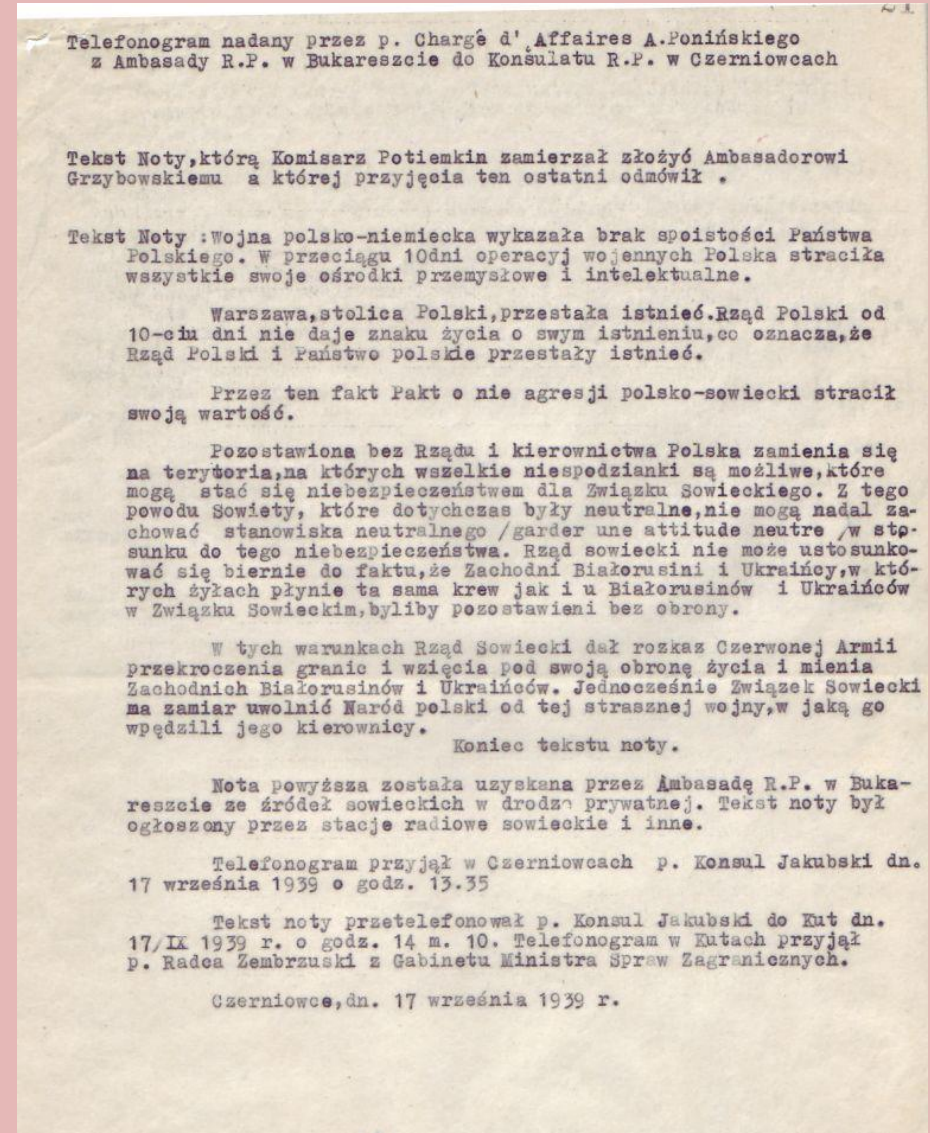 Telefonogram nadany przez p. Chargé d'Affaires A.Ponińskiego
z Ambasady R.P. w Bukareszcie do Konsulatu R.P. w Czerniowcach
Tekst Noty,którą Komisarz Potiemkin zamierzał złożyć Ambasadorowi
Grzybowskiemu a której przyjęcia ten ostatni odmówił .
Tekst Noty :Wojna polsko-niemiecka wykazała brak spoistości Państwa
Polskiego. W przeciągu 10dni operacyj wojennych Polska straciła
wszystkie swoje ośrodki przemysłowe i intelektualne.
Warszawa,stolica Polski,przestała istnieć.Rząd Polski od
10-ciu dni nie daje znaku życia o swym istnieniu,co oznacza,że
Rząd Polski i Państwo polskie przestały istnieć.
Przez ten fakt Pakt o nie agresji polsko-sowiecki stracił
swoją wartość.
Pozostawiona bez Rządu i kierownictwa Polska zamienia się
na terytoria,na których wszelkie niespodzianki są możliwe,które
mogą stać się niebezpieczeństwem dla Związku Sowieckiego. Z tego
powodu Sowiety, które dotychczas były neutralne,nie mogą nadal za-
chować stanowiska neutralnego /garder une attitude neutre /w sto-
sunku do tego niebezpieczeństwa. Rząd sowiecki nie może ustosunko-
wać się biernie do faktu,że Zachodni Białorusini i Ukraińcy,w któ-
rych żyłach płynie ta sama krew jak i u Białorusinów i Ukraińców
w Związku Sowieckim,byliby pozostawieni bez obrony.
W tych warunkach Rząd Sowiecki dał rozkaz Czerwonej Armii
przekroczenia granic i wzięcia pod swoją obronę życia i mienia
Zachodnich Białorusinów i Ukraińców. Jednocześnie Związek Sowiecki
ma zamiar uwolnić Naród polski od tej strasznej wojny,w jaką go
wpędzili jego kierownicy.
Koniec tekstu noty.
Nota powyższa została uzyskana przez Ambasadę R.P. w Buka-
reszcie ze źródeł sowieckich w drodze prywatnej. Tekst noty był
ogłoszony przez stacje radiowe sowieckie i inne.
Telefonogram przyjął w Czerniowcach p. Konsul Jakubski dn.
17 września 1939 o godz. 13.35
Tekst noty przetelefonował p. Konsul Jakubski do Kut dn.
17/IX 1939 r. o godz. 14 m. 10. Telefonogram w Kutach przyjął
p. Radca Zembrzuski z Gabinetu Ministra Spraw Zagranicznych.
Czerniowce,dn. 17 września 1939 r.